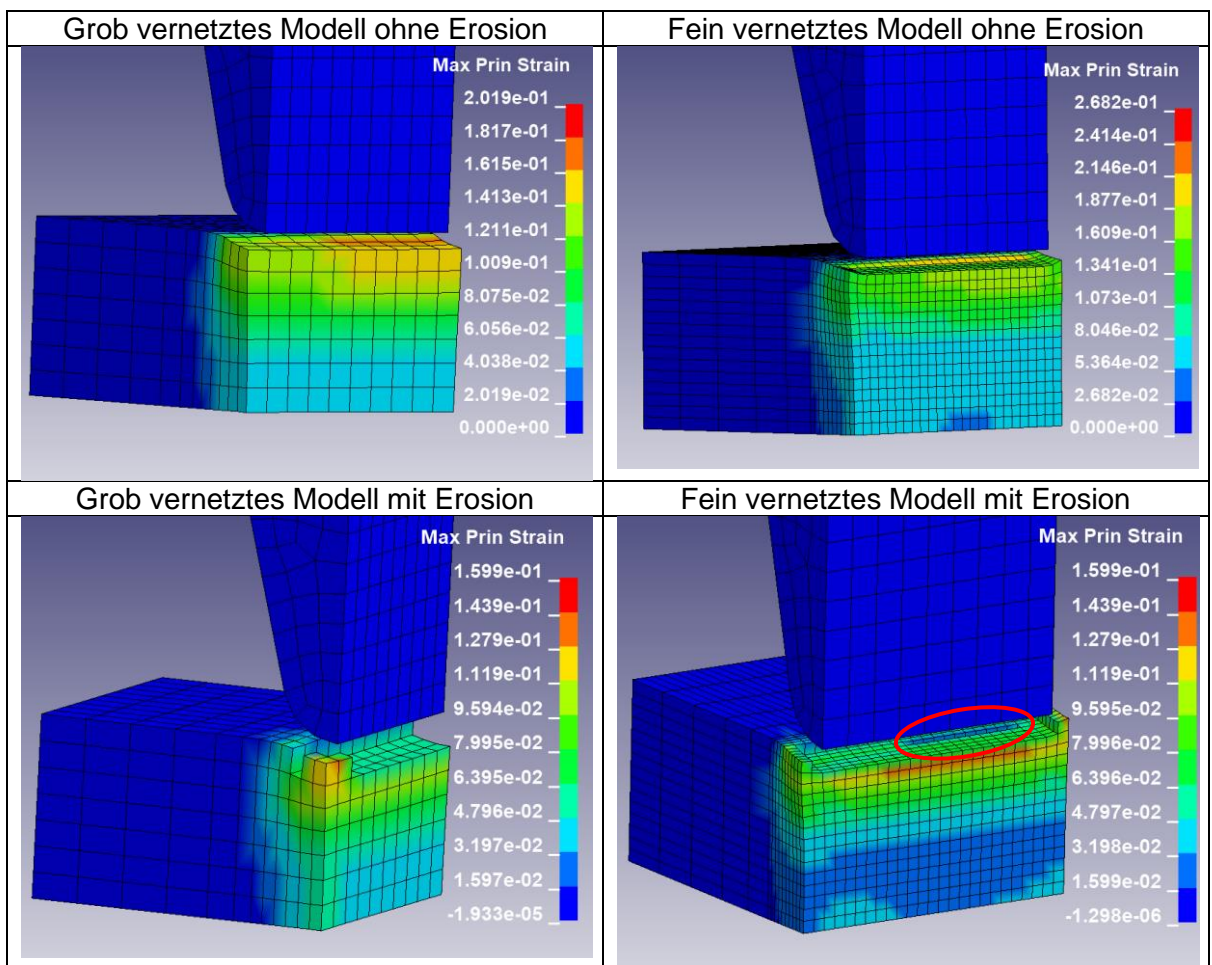 Grob vernetztes Modell ohne Erosion
Max Prin Strain
2.019e-01
1.817e-01
1.615e-01
1.413e-01
1.211e-01
1.009e-01
8.075e-02
6.056e-02
4.038e-02
2.019e-02
0.000e+00
Fein vernetztes Modell ohne Erosion
Max Prin Strain
2.682e-01
2.414e-01
2.146e-01
1.877e-01
1.609e-01
1.341e-01
1.073e-01
8.046e-02
5.364e-02
2.682e-02
0.000e+00
Grob vernetztes Modell mit Erosion
Max Prin Strain
1.599e-01
1.439e-01
1.279e-01
1.119e-01
9.594e-02
7.995e-02
6.395e-02
4.796e-02
3.197e-02
1.597e-02
-1.933e-05
Fein vernetztes Modell mit Erosion
Max Prin Strain
1.599e-01
1.439e-01
1.279e-01
1.119e-01
9.595e-02
7.996e-02
6.396e-02
4.797e-02
3.198e-02
1.599e-02
-1.298e-06